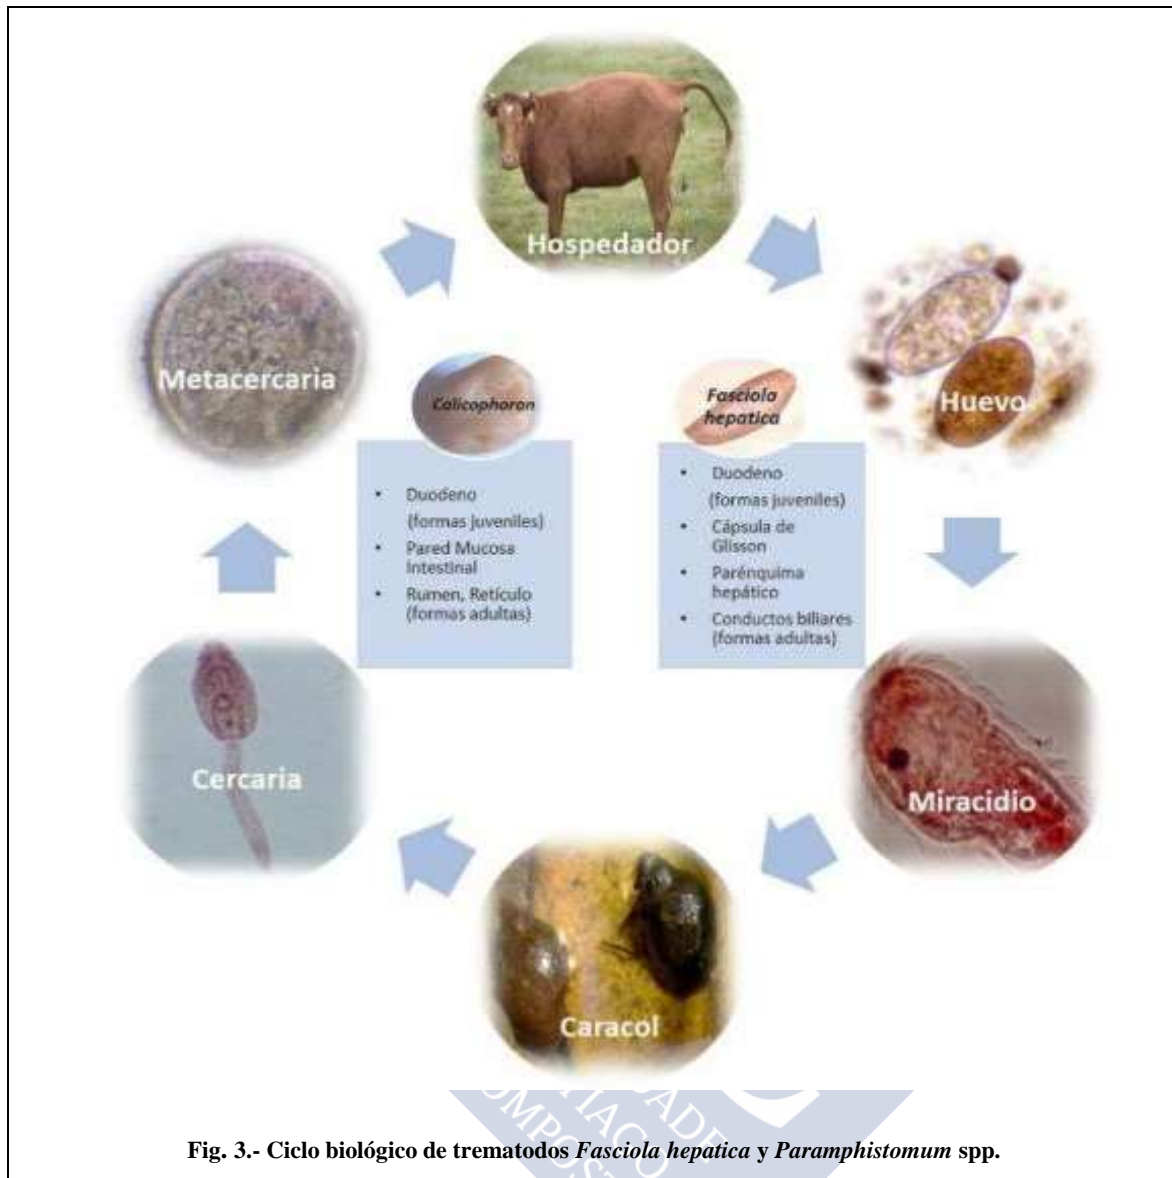 Hospedador
Metacercaria
Calicophoron
Fasciola
hepatica
Huevo
• Duodeno
(formas juveniles)
• Pared Mucosa
Intestinal
• Rumen, Retículo
(formas adultas)
• Duodeno
(formas juveniles)
• Cápsula de
Glisson
• Parénquima
hepático
• Conductos biliares
(formas adultas)
Cercaria
Miracidio
Caracol
Fig. 3.- Ciclo biológico de trematodos Fasciola hepatica y Paramphistomum spp.